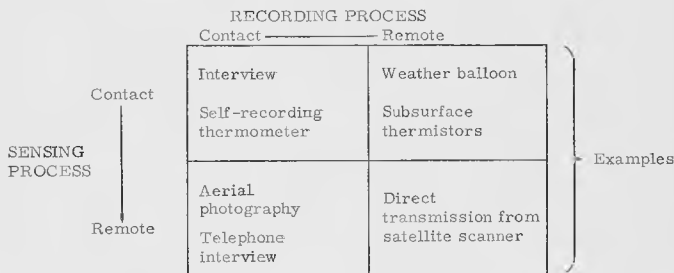 RECORDING PROCESS
Contact Remote
Interview
Weather balloon
Contact
Self-recording
thermometer
Subsurface
thermistors
SENSING
PROCESS
Examples
Aerial
photography
Direct
transmission from
satellite scanner
Remote
Telephone
interview